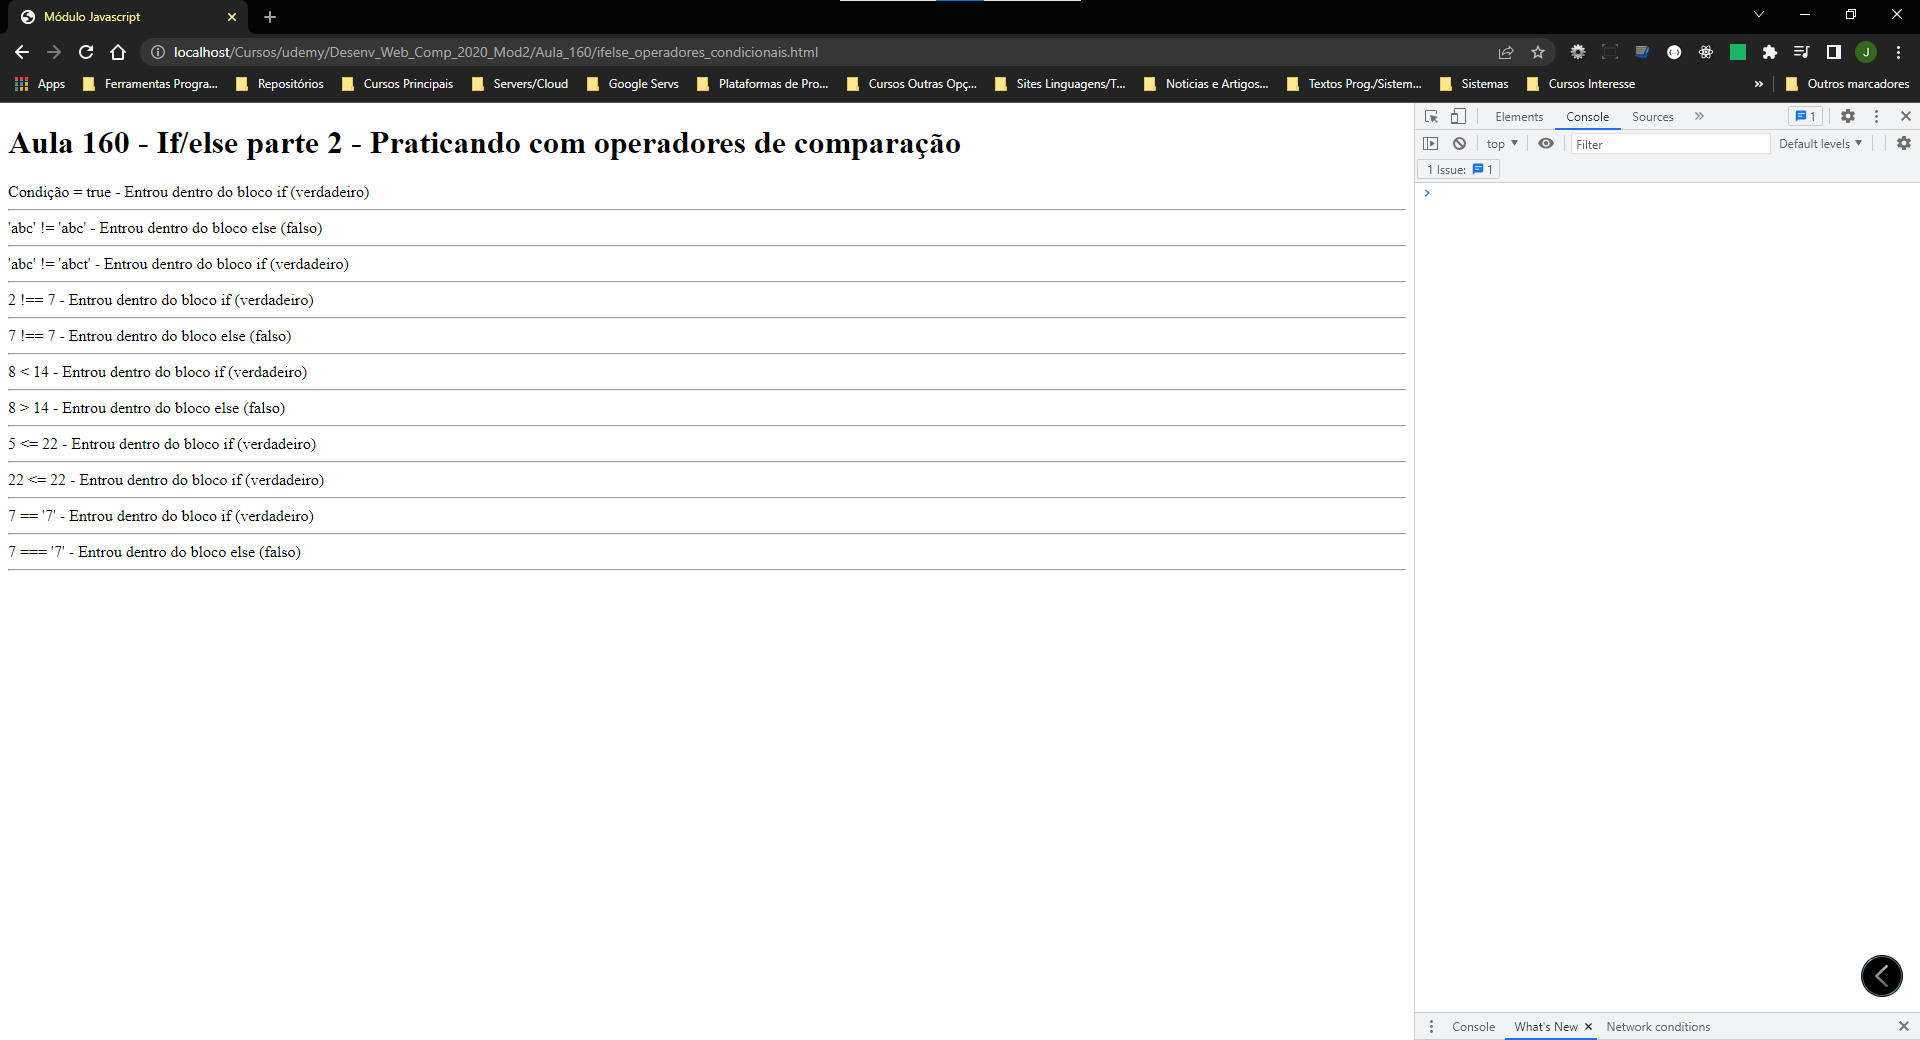 Módulo Javascript
localhost/Cursos/udemy/Desenv_Web_Comp_2020_Mod2/Aula_160/ifelse_operadores_condicionais.html
J
Apps Ferramentas Progra... Repositórios Cursos Principais Servers/Cloud Google Servs Plataformas de Pro... Cursos Outras Opç... Sites Linguagens/T... Noticias e Artigos... Textos Prog./Sistem... Sistemas Cursos Interesse » Outros marcadores
Elements Console Sources » 1
top Filter Default levels
1 Issue: 1
Aula 160 - If/else parte 2 - Praticando com operadores de comparação
Condição = true - Entrou dentro do bloco if (verdadeiro)
'abc' != 'abc' - Entrou dentro do bloco else (falso)
'abc' != 'abct' - Entrou dentro do bloco if (verdadeiro)
2 !== 7 - Entrou dentro do bloco if (verdadeiro)
7 !== 7 - Entrou dentro do bloco else (falso)
8 < 14 - Entrou dentro do bloco if (verdadeiro)
8 > 14 - Entrou dentro do bloco else (falso)
5 <= 22 - Entrou dentro do bloco if (verdadeiro)
22 <= 22 - Entrou dentro do bloco if (verdadeiro)
7 == '7' - Entrou dentro do bloco if (verdadeiro)
7 === '7' - Entrou dentro do bloco else (falso)
Console What's New Network conditions